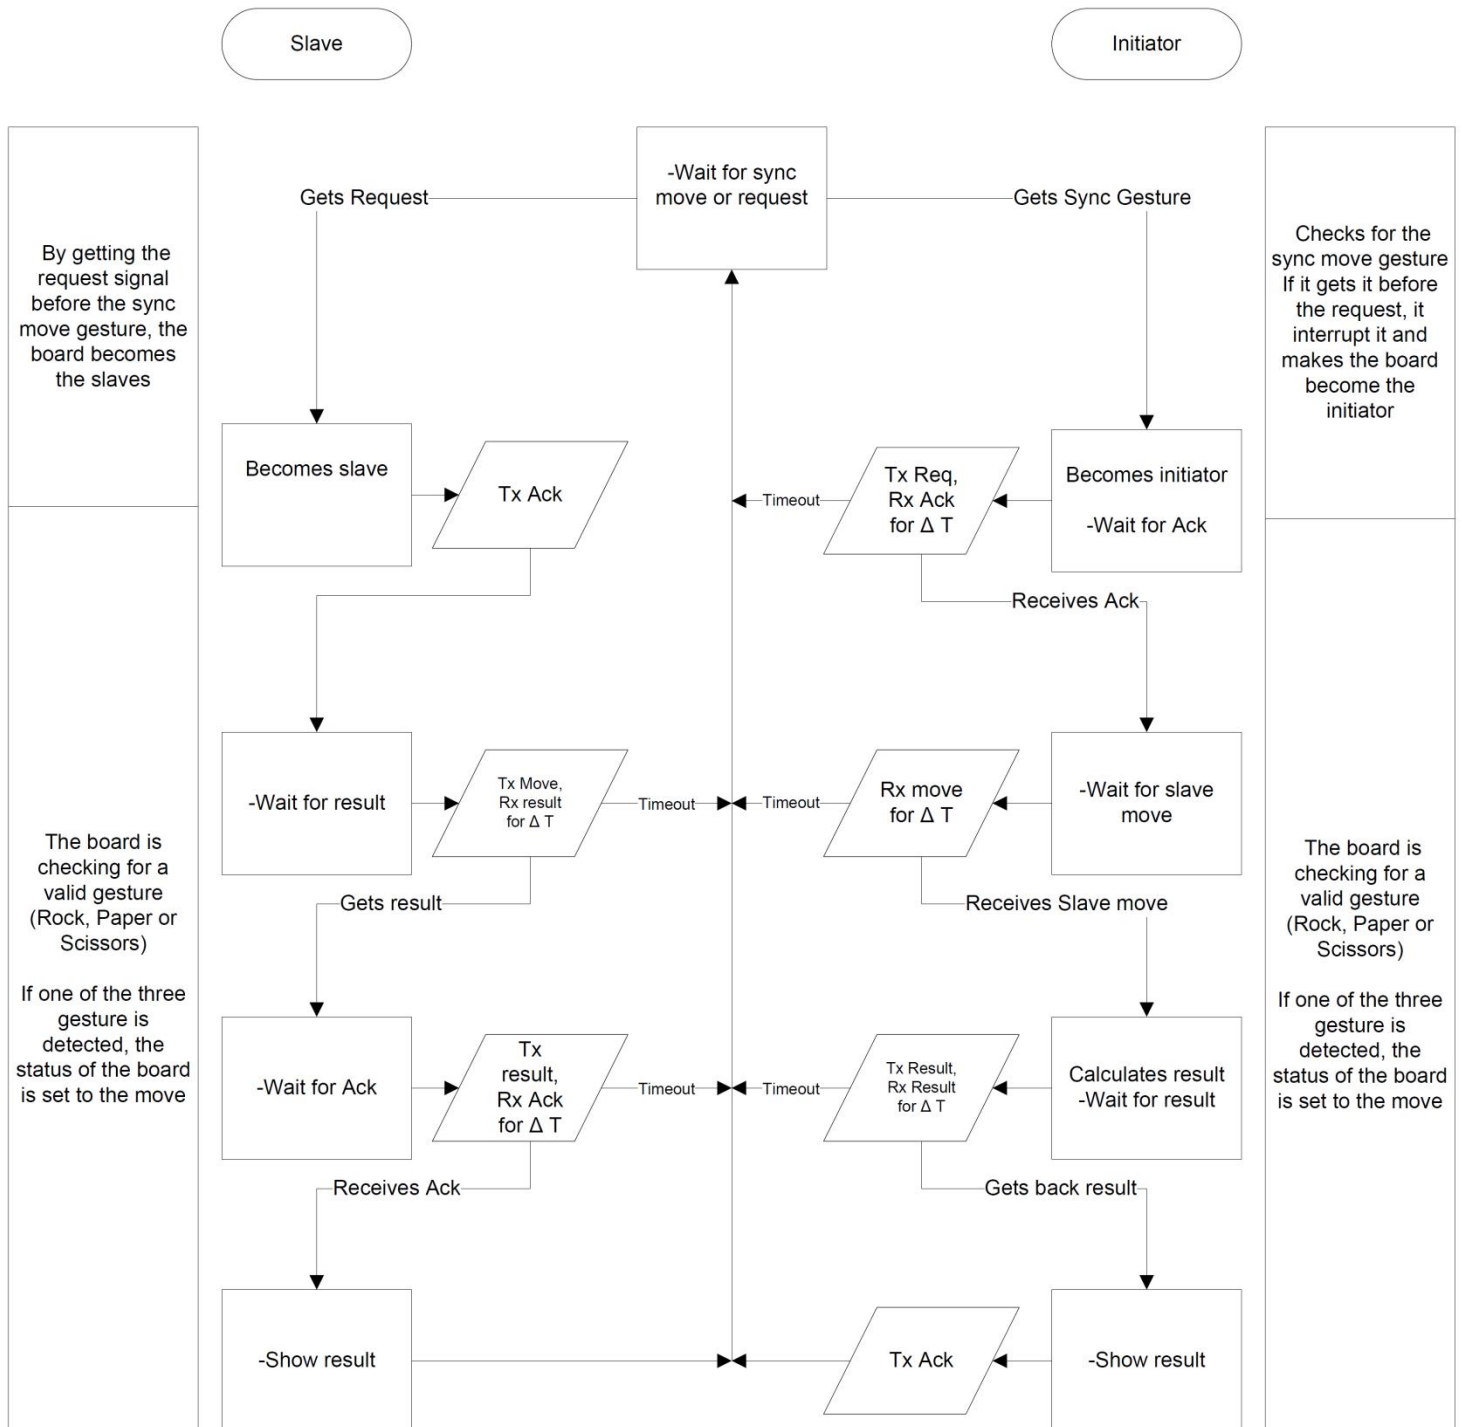 Slave
Initiator
-Wait for sync
move or request
Gets Request
Gets Sync Gesture
By getting the
request signal
before the sync
move gesture, the
board becomes
the slaves
Checks for the
sync move gesture
If it gets it before
the request, it
interrupt it and
makes the board
become the
initiator
Becomes slave
Tx Ack
Timeout
Tx Req,
Rx Ack
for Δ T
Becomes initiator
-Wait for Ack
Receives Ack
-Wait for result
Tx Move,
Rx result
for Δ T
Timeout
Timeout
Rx move
for Δ T
-Wait for slave
move
Gets result
Receives Slave move
The board is
checking for a
valid gesture
(Rock, Paper or
Scissors)
If one of the three
gesture is
detected, the
status of the board
is set to the move
The board is
checking for a
valid gesture
(Rock, Paper or
Scissors)
If one of the three
gesture is
detected, the
status of the board
is set to the move
-Wait for Ack
Tx
result,
Rx Ack
for Δ T
Timeout
Timeout
Tx Result,
Rx Result
for Δ T
Calculates result
-Wait for result
Receives Ack
Gets back result
-Show result
Tx Ack
-Show result